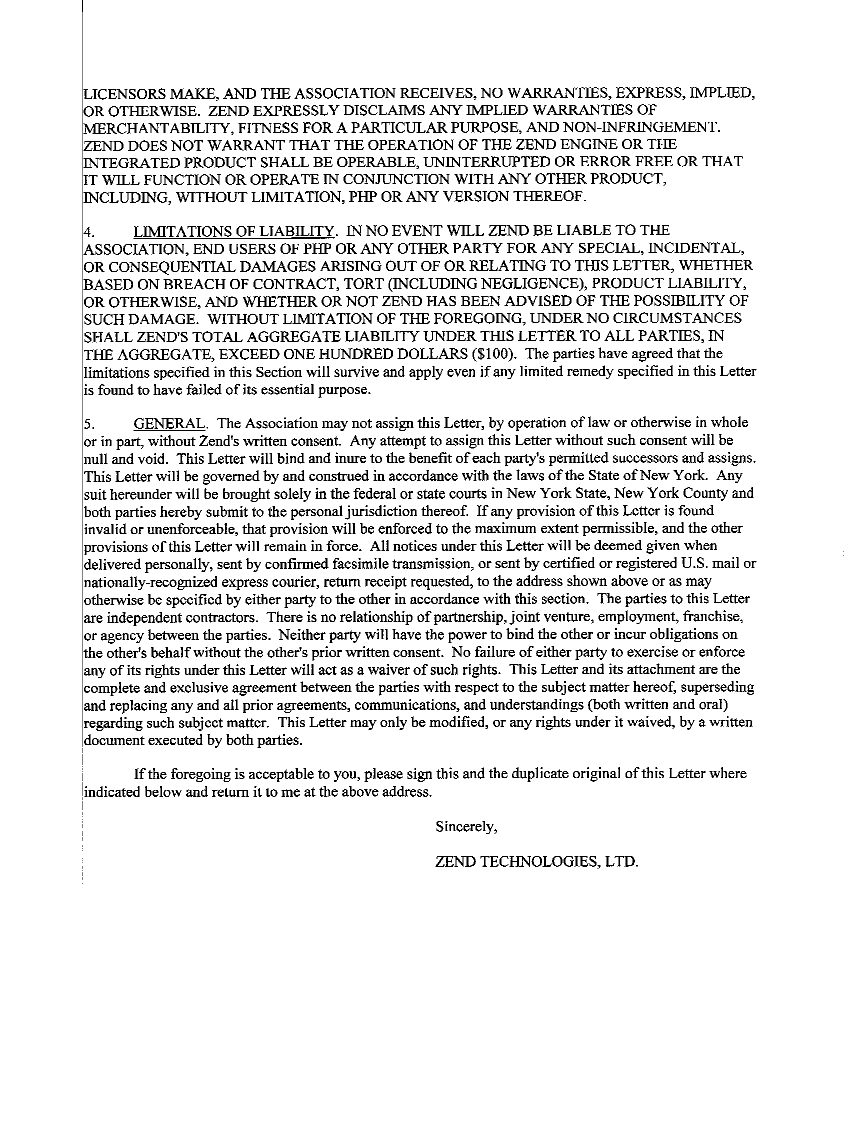 LICENSORS MAKE, AND THE ASSOCIATION RECEIVES, NO WARRANTIES, EXPRESS, IMPLIED,
OR OTHERWISE. ZEND EXPRESSLY DISCLAIMS ANY IMPLIED WARRANTIES OF
MERCHANTABILITY, FITNESS FOR A PARTICULAR PURPOSE, AND NON-INFRINGEMENT.
ZEND DOES NOT WARRANT THAT THE OPERATION OF THE ZEND ENGINE OR THE
INTEGRATED PRODUCT SHALL BE OPERABLE, UNINTERRUPTED OR ERROR FREE OR THAT
IT WILL FUNCTION OR OPERATE IN CONJUNCTION WITH ANY OTHER PRODUCT,
INCLUDING, WITHOUT LIMITATION, PHP OR ANY VERSION THEREOF.
4. LIMITATIONS OF LIABILITY. IN NO EVENT WILL ZEND BE LIABLE TO THE
ASSOCIATION, END USERS OF PHP OR ANY OTHER PARTY FOR ANY SPECIAL, INCIDENTAL,
OR CONSEQUENTIAL DAMAGES ARISING OUT OF OR RELATING TO THIS LETTER, WHETHER
BASED ON BREACH OF CONTRACT, TORT (INCLUDING NEGLIGENCE), PRODUCT LIABILITY,
OR OTHERWISE, AND WHETHER OR NOT ZEND HAS BEEN ADVISED OF THE POSSIBILITY OF
SUCH DAMAGE. WITHOUT LIMITATION OF THE FOREGOING, UNDER NO CIRCUMSTANCES
SHALL ZEND'S TOTAL AGGREGATE LIABILITY UNDER THIS LETTER TO ALL PARTIES, IN
THE AGGREGATE, EXCEED ONE HUNDRED DOLLARS ($100). The parties have agreed that the
limitations specified in this Section will survive and apply even if any limited remedy specified in this Letter
is found to have failed of its essential purpose.
5. GENERAL. The Association may not assign this Letter, by operation of law or otherwise in whole
or in part, without Zend's written consent. Any attempt to assign this Letter without such consent will be
null and void. This Letter will bind and inure to the benefit of each party's permitted successors and assigns.
This Letter will be governed by and construed in accordance with the laws of the State of New York. Any
suit hereunder will be brought solely in the federal or state courts in New York State, New York County and
both parties hereby submit to the personal jurisdiction thereof. If any provision of this Letter is found
invalid or unenforceable, that provision will be enforced to the maximum extent permissible, and the other
provisions of this Letter will remain in force. All notices under this Letter will be deemed given when
delivered personally, sent by confirmed facsimile transmission, or sent by certified or registered U.S. mail or
nationally-recognized express courier, return receipt requested, to the address shown above or as may
otherwise be specified by either party to the other in accordance with this section. The parties to this Letter
are independent contractors. There is no relationship of partnership, joint venture, employment, franchise,
or agency between the parties. Neither party will have the power to bind the other or incur obligations on
the other's behalf without the other's prior written consent. No failure of either party to exercise or enforce
any of its rights under this Letter will act as a waiver of such rights. This Letter and its attachment are the
complete and exclusive agreement between the parties with respect to the subject matter hereof, superseding
and replacing any and all prior agreements, communications, and understandings (both written and oral)
regarding such subject matter. This Letter may only be modified, or any rights under it waived, by a written
document executed by both parties.
If the foregoing is acceptable to you, please sign this and the duplicate original of this Letter where
indicated below and return it to me at the above address.
Sincerely,
ZEND TECHNOLOGIES, LTD.